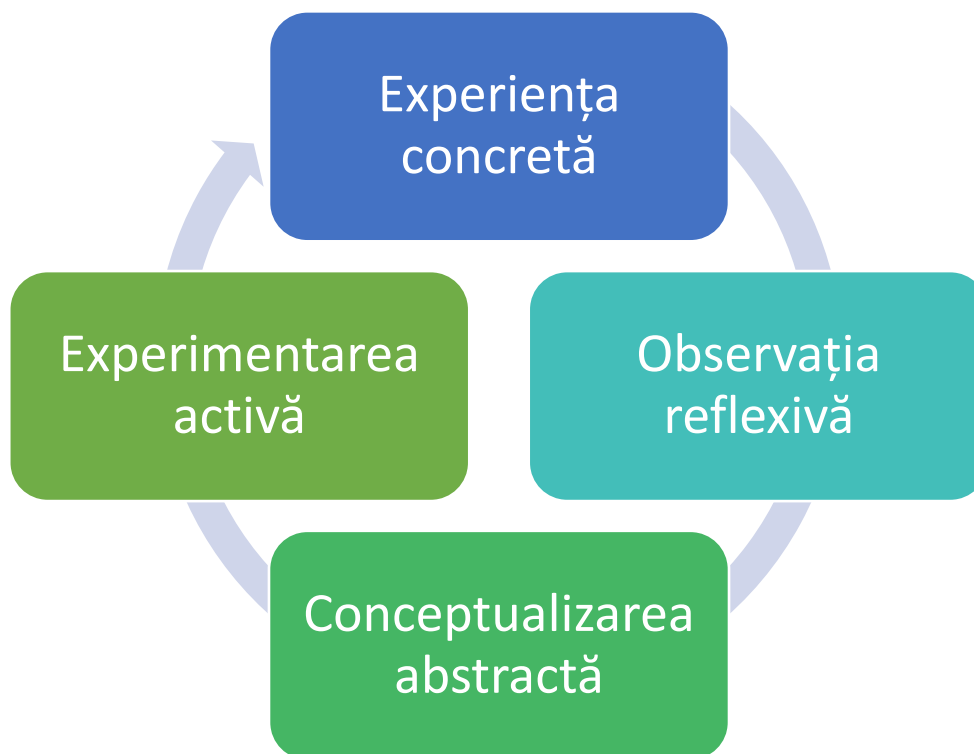 Experiența
concretă
Experimentarea
activă
Observația
reflexivă
Conceptualizarea
abstractă